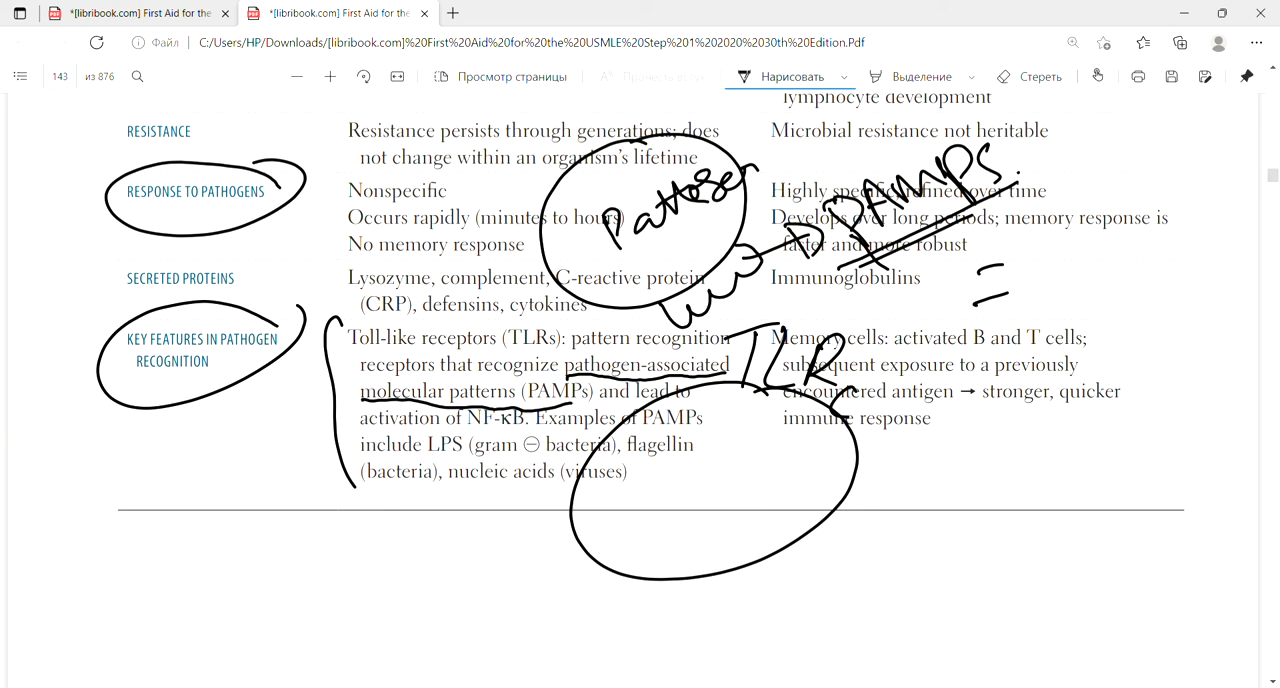 *[libribook.com] First Aid for the
*[libribook.com] First Aid for the
Файл
C:/Users/HP/Downloads/[libribook.com]%20First%20Aid%20for%20the%20USMLE%20Step%201%202020%2030th%20Edition.Pdf
143 из 876
Просмотр страницы
Прочесть вслух
Нарисовать
Выделение
Стереть
lymphocyte development
RESISTANCE
Resistance persists through generations; does
not change within an organism's lifetime
Microbial resistance not heritable
RESPONSE TO PATHOGENS
Nonspecific
Occurs rapidly (minutes to hours)
No memory response
Highly specific, refined over time
Develops over long periods; memory response is
faster and more robust
SECRETED PROTEINS
Lysozyme, complement, C-reactive protein
(CRP), defensins, cytokines
Immunoglobulins
KEY FEATURES IN PATHOGEN
RECOGNITION
Toll-like receptors (TLRs): pattern recognition
receptors that recognize pathogen-associated
molecular patterns (PAMPs) and lead to
activation of NF-κB. Examples of PAMPs
include LPS (gram ⊖ bacteria), flagellin
(bacteria), nucleic acids (viruses)
Memory cells: activated B and T cells;
subsequent exposure to a previously
encountered antigen → stronger, quicker
immune response
PAMPS
TLR